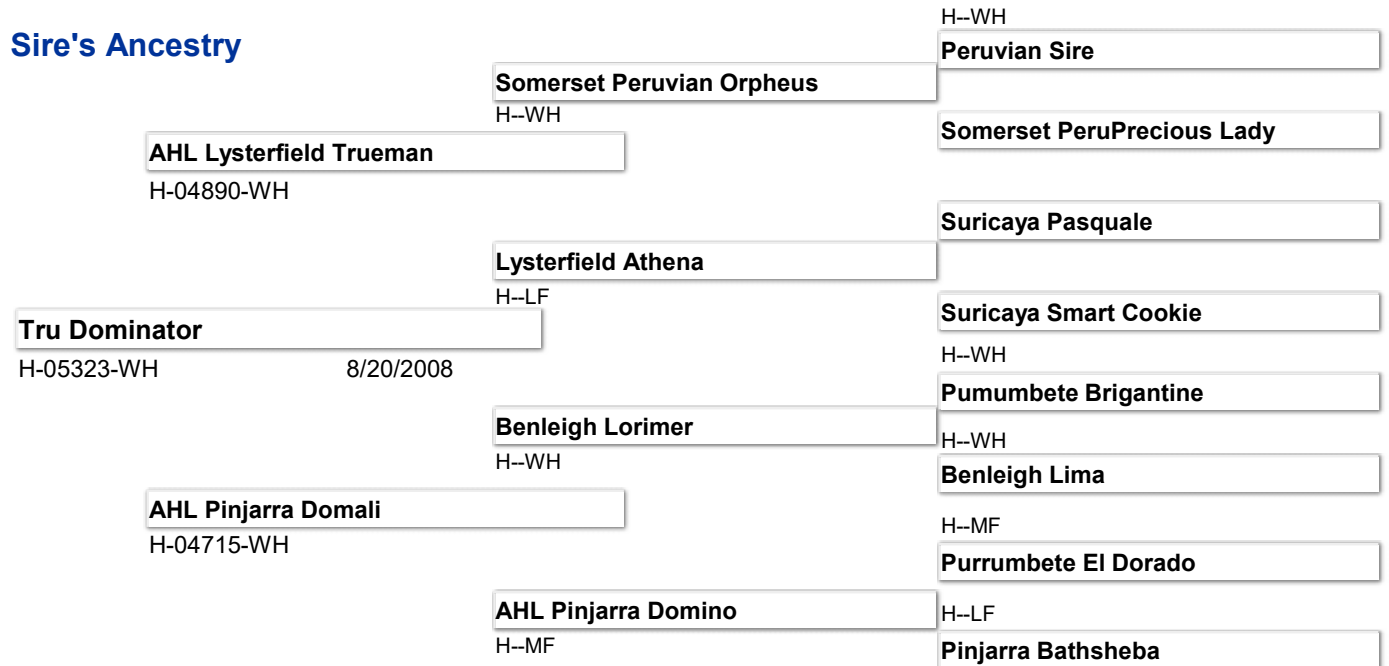 H--WH
Sire's Ancestry
Peruvian Sire
Somerset Peruvian Orpheus
H--WH
Somerset PeruPrecious Lady
AHL Lysterfield Trueman
H-04890-WH
Suricaya Pasquale
Lysterfield Athena
H--LF
Suricaya Smart Cookie
Tru Dominator
H--WH
H-05323-WH 8/20/2008
Pumumbete Brigantine
Benleigh Lorimer
H--WH
H--WH
Benleigh Lima
AHL Pinjarra Domali
H--MF
H-04715-WH
Purrumbete El Dorado
AHL Pinjarra Domino
H--LF
H--MF
Pinjarra Bathsheba